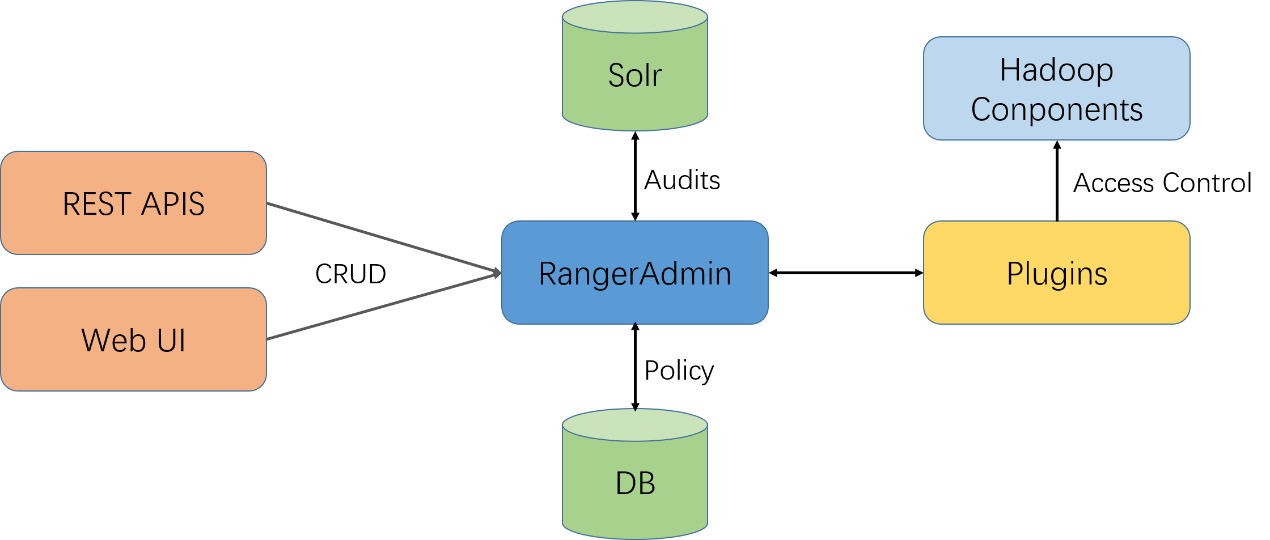 Solr
Hadoop
Conponents
Audits
Access Control
REST APIS
CRUD
RangerAdmin
Plugins
Web UI
Policy
DB